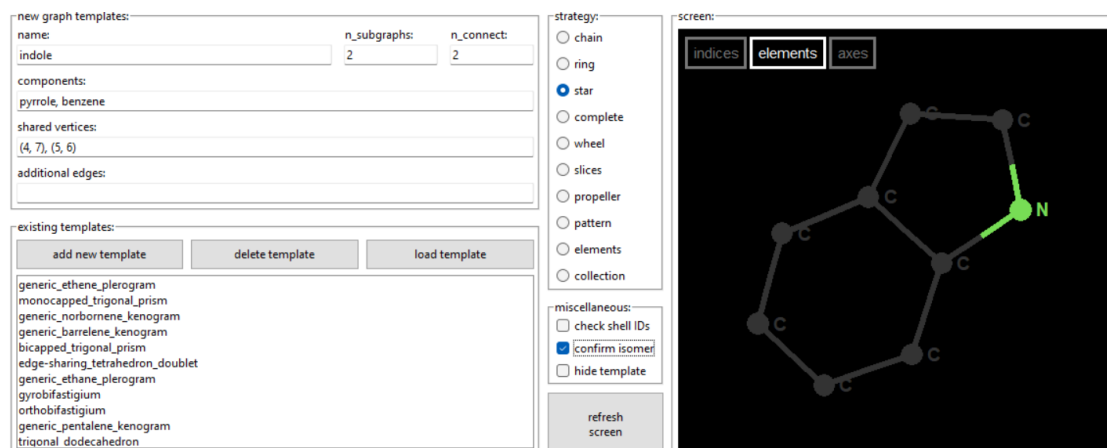 new graph templates:
name:
n_subgraphs:
n_connect:
indole
2
2
components:
pyrrole, benzene
shared vertices:
(4, 7), (5, 6)
additional edges:
existing templates:
add new template
delete template
load template
generic_ethene_plerogram
monocapped_trigonal_prism
generic_norbornene_kenogram
generic_barrelene_kenogram
bicapped_trigonal_prism
edge-sharing_tetrahedron_doublet
generic_ethane_plerogram
gyrobifastigium
orthobifastigium
generic_pentalene_kenogram
trigonal_dodecahedron
strategy:
chain
ring
star
complete
wheel
slices
propeller
pattern
elements
collection
miscellaneous:
check shell IDs
confirm isomer
hide template
refresh
screen
screen:
indices
elements
axes
C
C
C
N
C
C
C
C
C